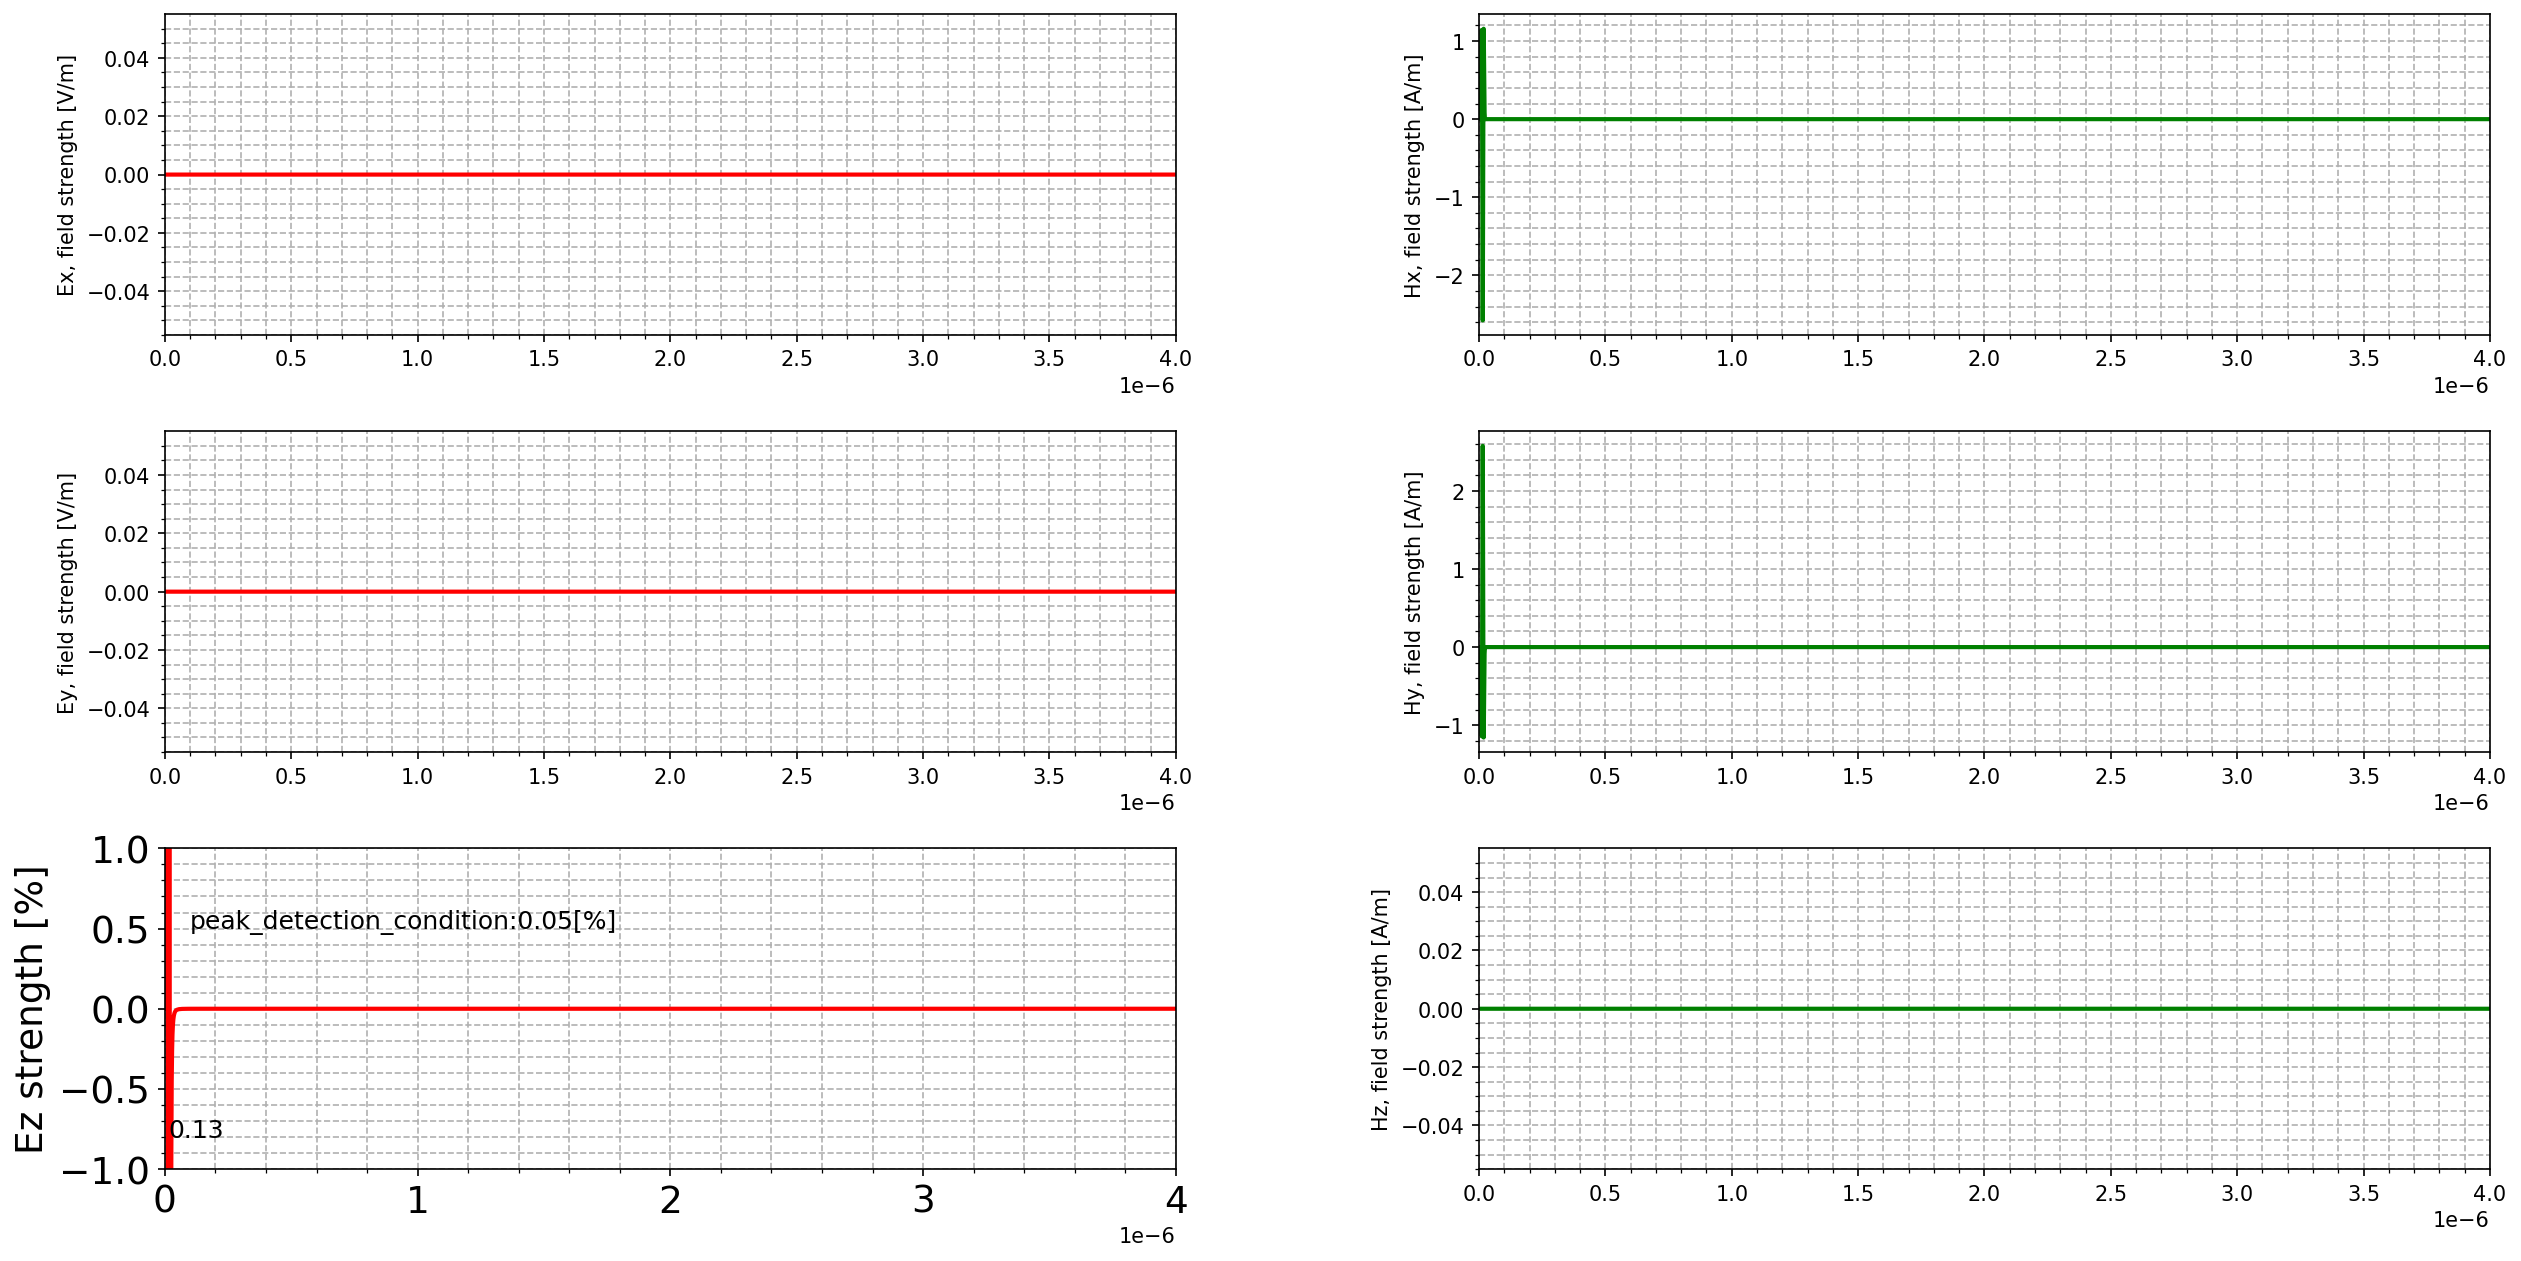 Ex, field strength [V/m]
0.04
0.02
0.00
−0.02
−0.04
0.0 0.5 1.0 1.5 2.0 2.5 3.0 3.5 4.0
1e−6
Hx, field strength [A/m]
1
0
−1
−2
0.0 0.5 1.0 1.5 2.0 2.5 3.0 3.5 4.0
1e−6
Ey, field strength [V/m]
0.04
0.02
0.00
−0.02
−0.04
0.0 0.5 1.0 1.5 2.0 2.5 3.0 3.5 4.0
1e−6
Hy, field strength [A/m]
2
1
0
−1
0.0 0.5 1.0 1.5 2.0 2.5 3.0 3.5 4.0
1e−6
Ez strength [%]
1.0
0.5
0.0
−0.5
−1.0
peak_detection_condition:0.05[%]
0.13
0 1 2 3 4
1e−6
Hz, field strength [A/m]
0.04
0.02
0.00
−0.02
−0.04
0.0 0.5 1.0 1.5 2.0 2.5 3.0 3.5 4.0
1e−6